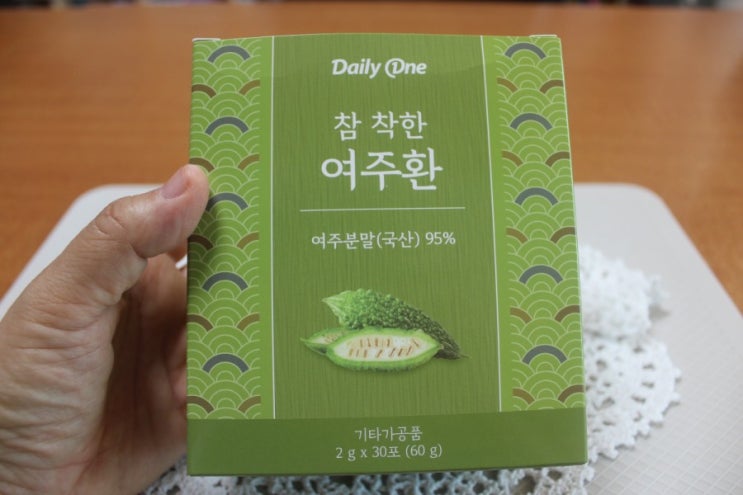 Daily One
참 착한
여주환
여주분말(국산) 95%
기타가공품
2 g x 30포 (60 g)